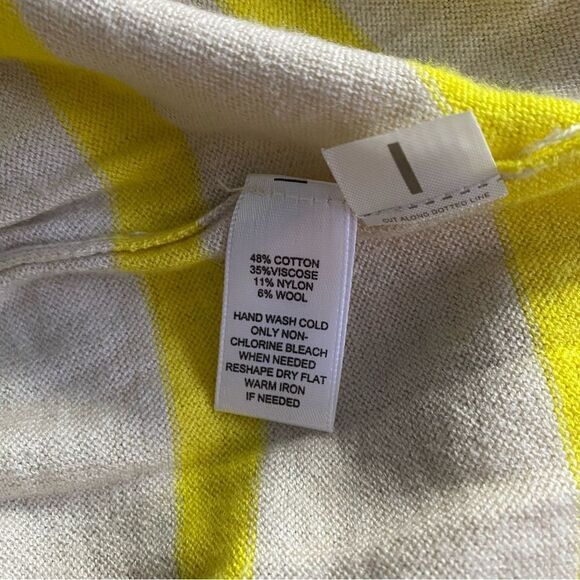 CUT ALONG DOTTED LINE
48% COTTON
35%VISCOSE
11% NYLON
6% WOOL
HAND WASH COLD
ONLY NON-
CHLORINE BLEACH
WHEN NEEDED
RESHAPE DRY FLAT
WARM IRON
IF NEEDED